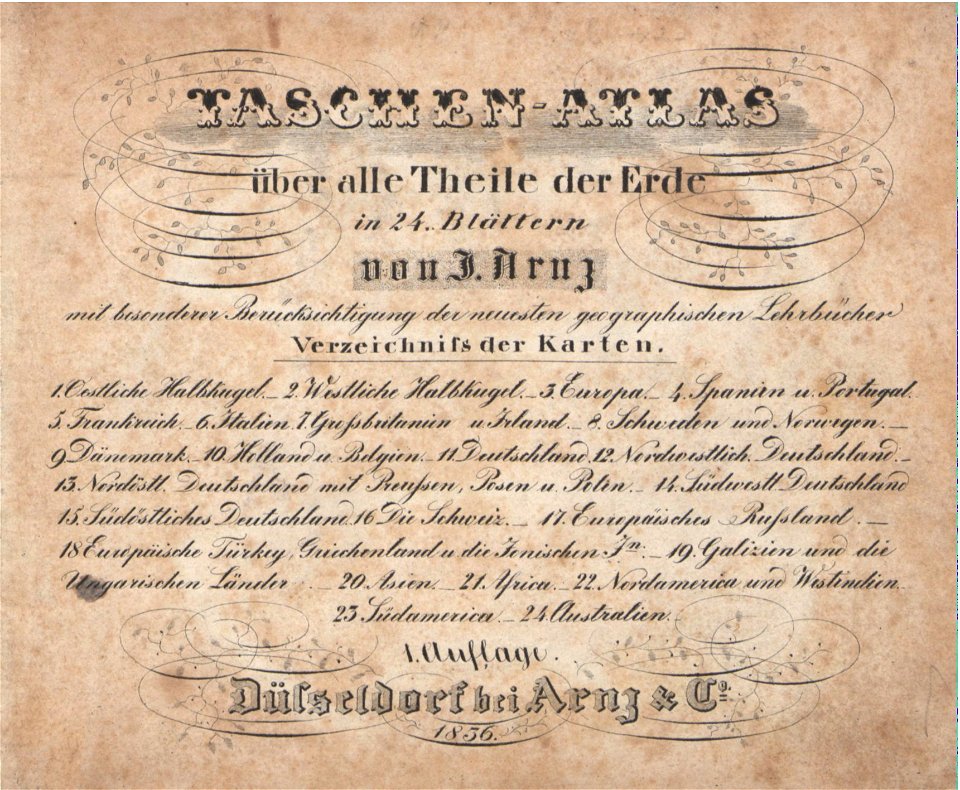 TASCHEN-ATLAS
über alle Theile der Erde
in 24. Blättern
von J. Arnz
mit besonderer Berücksichtigung der neuesten geographischen Lehrbücher
Verzeichniſs der Karten.
1. Oestliche Halbkugel._ 2. Westliche Halbkugel._ 3. Europa._ 4. Spanien u. Portugal.
5. Frankreich._ 6. Italien. 7. Groſsbritanien u Irland._ 8. Schweden und Norwegen._
9 Dänemark._ 10. Holland u. Belgien._ 11. Deutschland. 12. Nordwestlich. Deutschland._
13. Nordöstl. Deutschland mit Preuſsen, Posen u. Polen._ 14. Südwestl. Deutschland
15. Südöstliches Deutschland. 16 Die Schweiz._ 17. Europäisches Ruſsland._
18 Europäische Türkey, Griechenland u die Ionischen Jn._ 19. Galizien und die
Ungarischen Länder._ 20. Asien._ 21. Africa._ 22. Nordamerica und Westindien.
23. Südamerica._ 24. Australien.
1. Auflage.
Düſseldorf bei Arnz & Co.
1836.